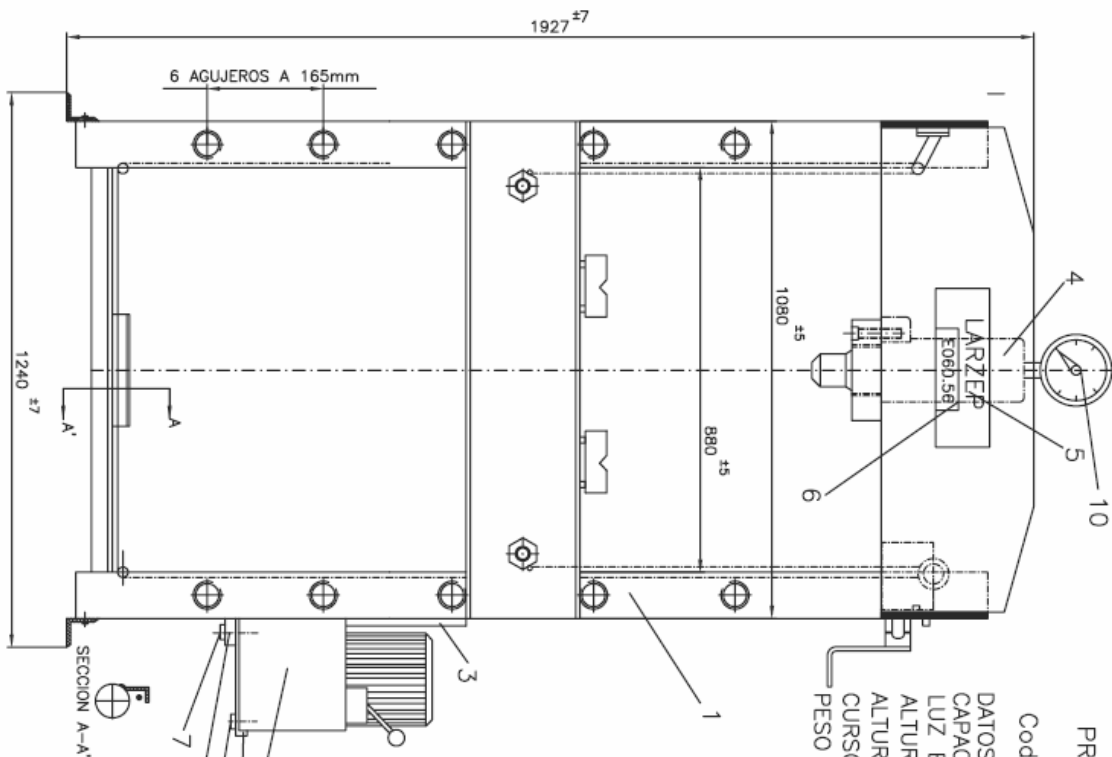 1927 ±7
6 AGUJEROS A 165mm
1240 ±7
1080 ±5
880 ±5
LARZEP
E060.56
4
5
6
10
1
3
7
A
A'
SECCION A-A'
PR
Cod
DATOS
CAPAC
LUZ E
ALTUR
ALTUR
CURSO
PESO